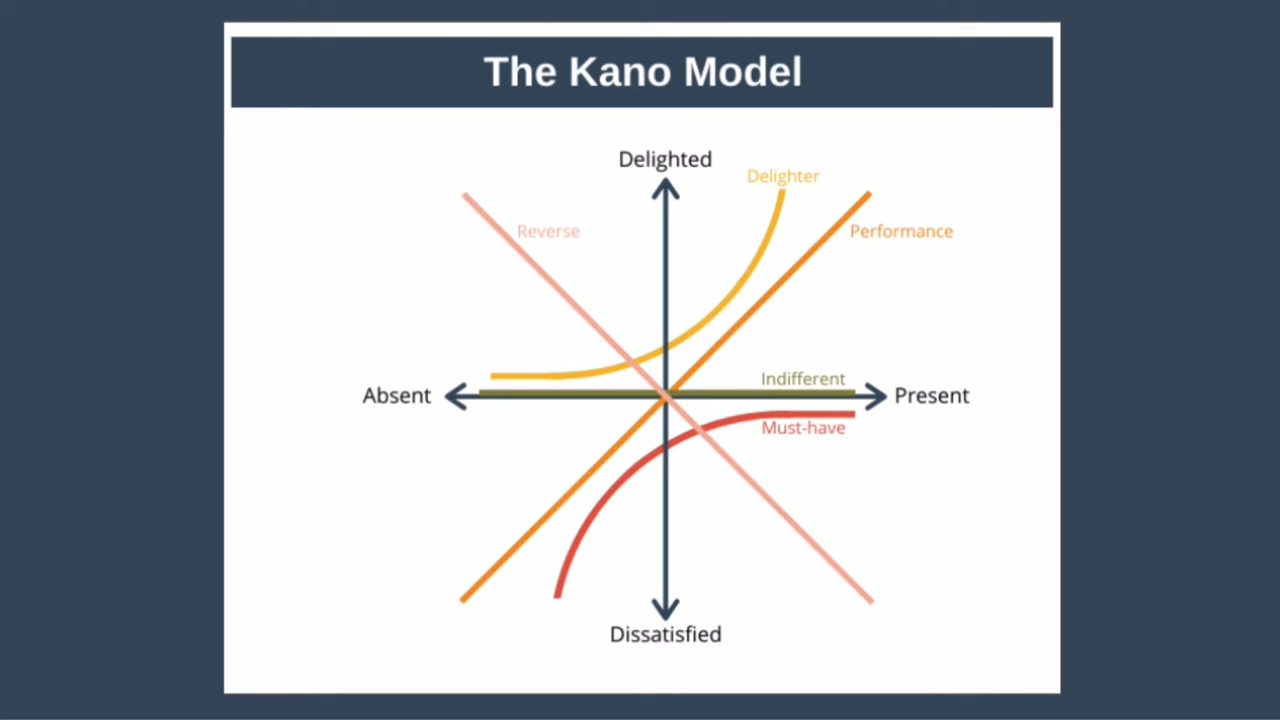 The Kano Model
Delighted
Delighter
Reverse
Performance
Indifferent
Absent
Present
Must-have
Dissatisfied